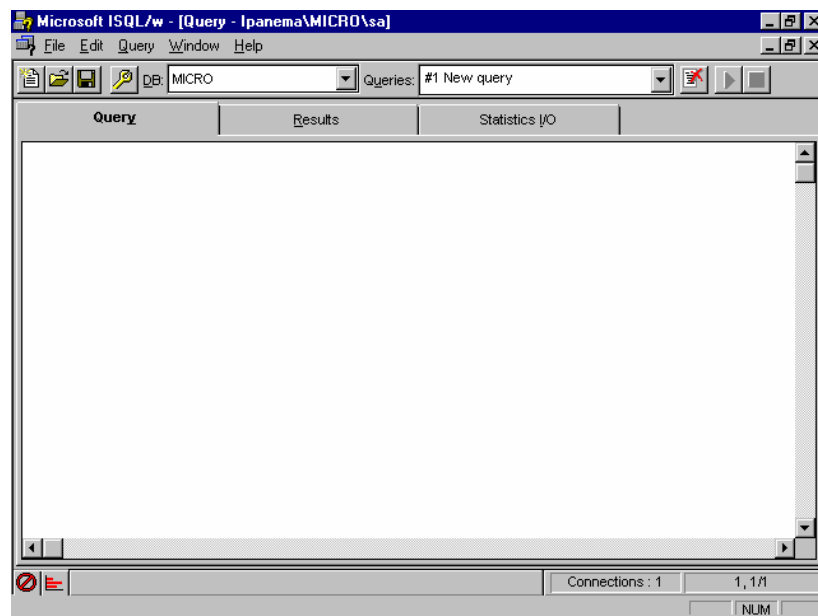 Microsoft ISQL/w - [Query - Ipanema\MICRO\sa]
File Edit Query Window Help
DB: MICRO Queries: #1 New query
Query Results Statistics I/O
Connections : 1 1, 1/1
NUM